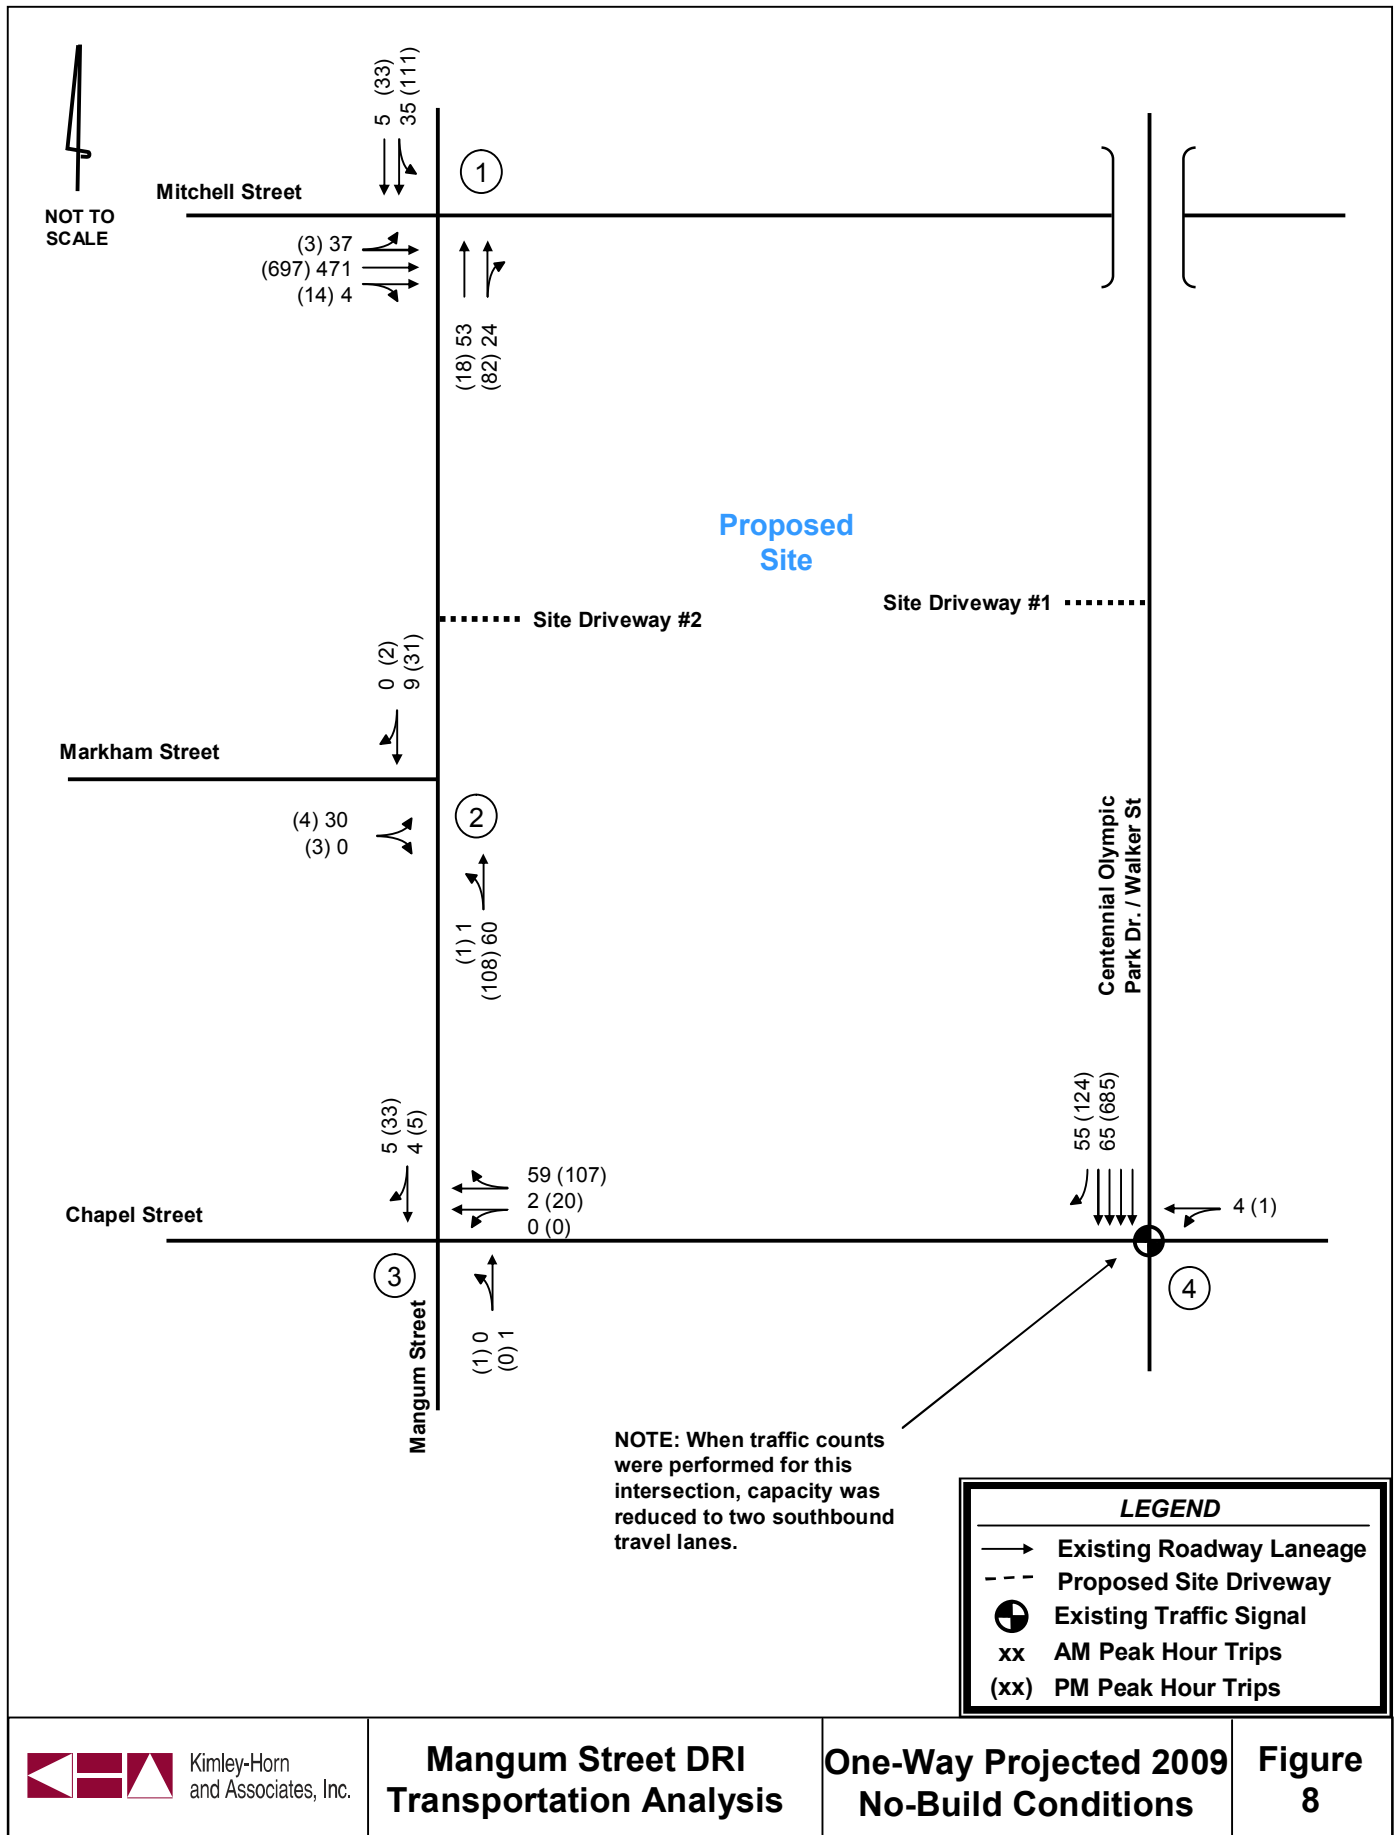 5 (33)
35 (111)
1
Mitchell Street
NOT TO
SCALE
(3) 37
(697) 471
(14) 4
(18) 53
(82) 24
Proposed
Site
Site Driveway #1
Site Driveway #2
0 (2)
9 (31)
Markham Street
(4) 30
(3) 0
2
(1) 1
(108) 60
Centennial Olympic
Park Dr. / Walker St
5 (33)
4 (5)
55 (124)
65 (685)
59 (107)
2 (20)
0 (0)
4 (1)
Chapel Street
3
4
Mangum Street
(1) 0
(0) 1
NOTE: When traffic counts
were performed for this
intersection, capacity was
reduced to two southbound
travel lanes.
LEGEND
Existing Roadway Laneage
Proposed Site Driveway
Existing Traffic Signal
xx AM Peak Hour Trips
(xx) PM Peak Hour Trips
Kimley-Horn
and Associates, Inc.
Mangum Street DRI
Transportation Analysis
One-Way Projected 2009
No-Build Conditions
Figure
8